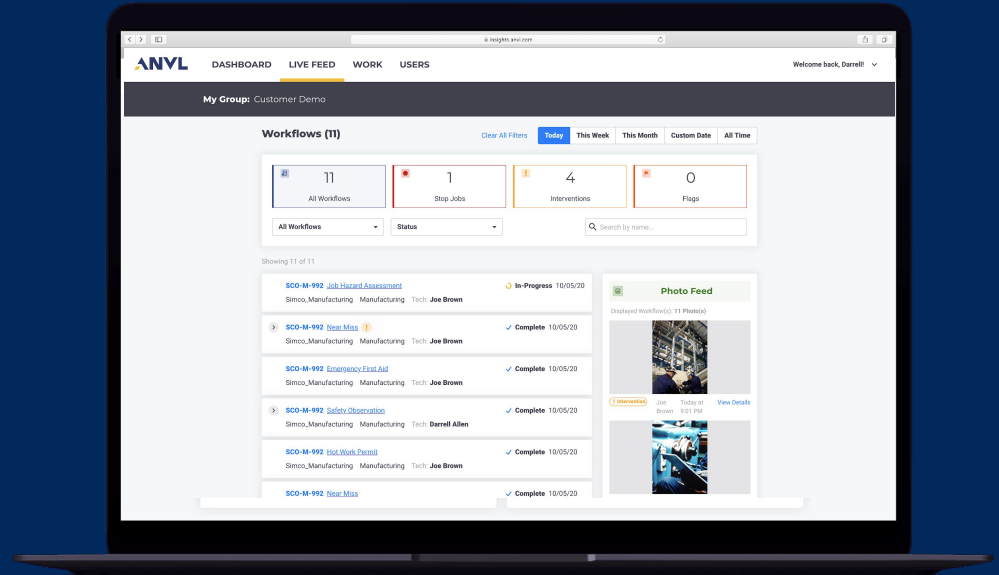 insights.anvl.com
ANVL DASHBOARD LIVE FEED WORK USERS Welcome back, Darrell!
My Group: Customer Demo
Workflows (11) Clear All Filters Today This Week This Month Custom Date All Time
11 1 4 0
All Workflows Stop Jobs Interventions Flags
All Workflows Status Search by name...
Showing 11 of 11
SCO-M-992 Job Hazard Assessment In-Progress 10/05/20
Simco_Manufacturing Manufacturing Tech: Joe Brown
SCO-M-992 Near Miss ! Complete 10/05/20
Simco_Manufacturing Manufacturing Tech: Joe Brown
SCO-M-992 Emergency First Aid Complete 10/05/20
Simco_Manufacturing Manufacturing Tech: Joe Brown
SCO-M-992 Safety Observation Complete 10/05/20
Simco_Manufacturing Manufacturing Tech: Darrell Allen
SCO-M-992 Hot Work Permit Complete 10/05/20
Simco_Manufacturing Manufacturing Tech: Joe Brown
SCO-M-992 Near Miss Complete 10/05/20
Photo Feed
Displayed Workflow(s): 11 Photo(s)
1 Intervention Joe Brown Today at 9:01 PM View Details